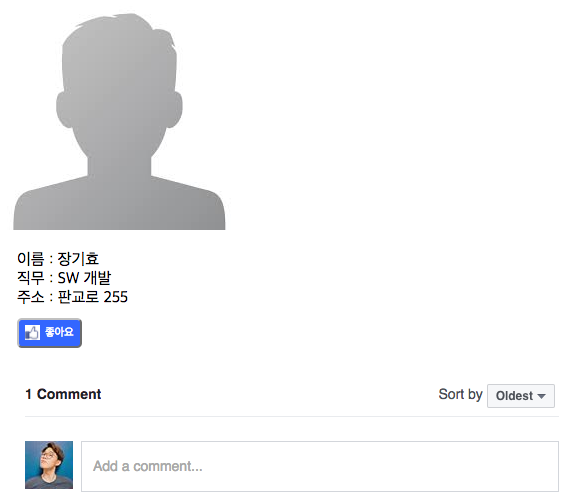 이름 : 장기효
직무 : SW 개발
주소 : 판교로 255
좋아요
1 Comment
Sort by Oldest
Add a comment...